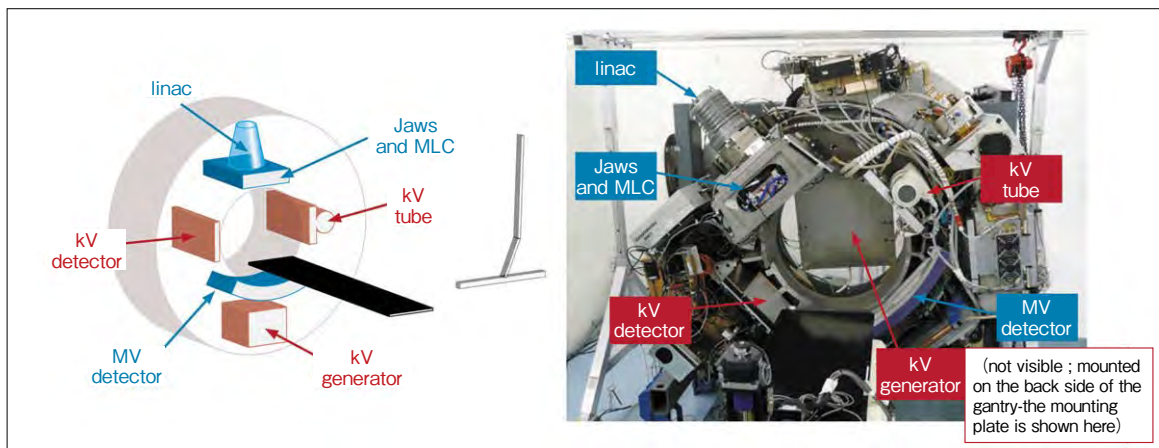 linac
Jaws
and MLC
kV
tube
kV
detector
MV
detector
kV
generator
linac
Jaws
and MLC
kV
tube
kV
detector
MV
detector
kV
generator
(not visible ; mounted
on the back side of the
gantry-the mounting
plate is shown here)